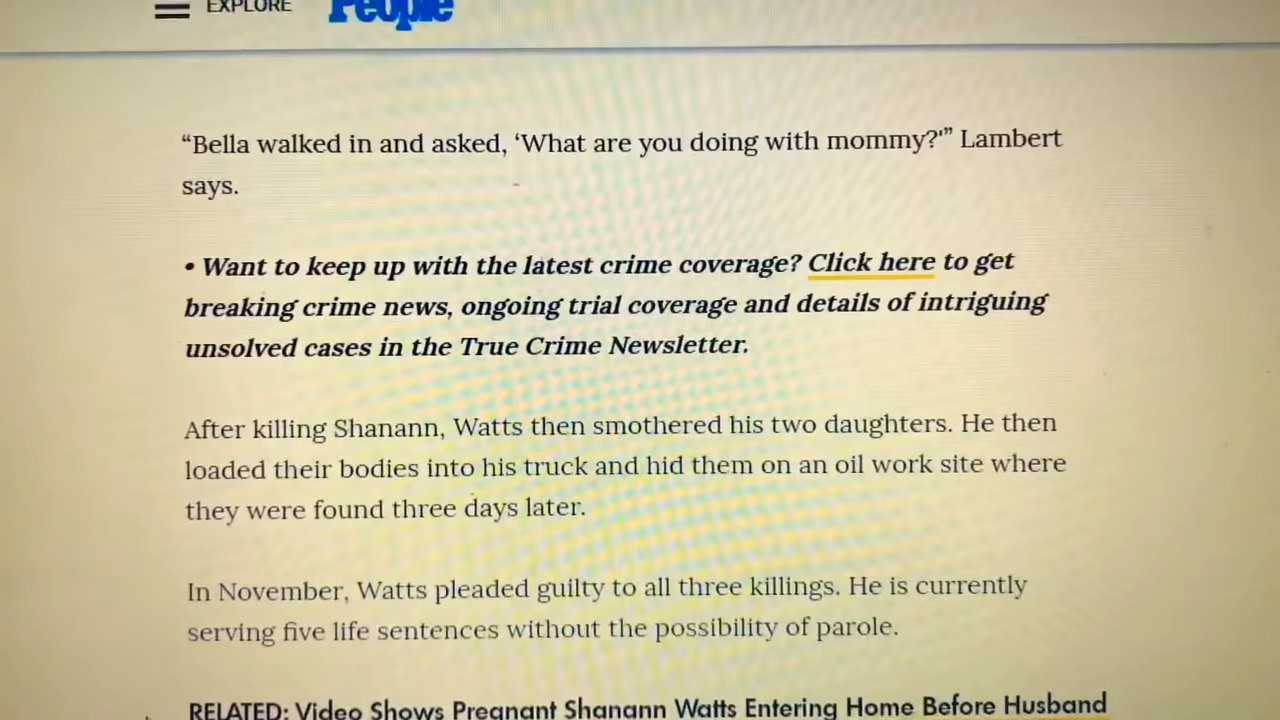 EXPLORE People
“Bella walked in and asked, ‘What are you doing with mommy?'” Lambert
says.
• Want to keep up with the latest crime coverage? Click here to get
breaking crime news, ongoing trial coverage and details of intriguing
unsolved cases in the True Crime Newsletter.
After killing Shanann, Watts then smothered his two daughters. He then
loaded their bodies into his truck and hid them on an oil work site where
they were found three days later.
In November, Watts pleaded guilty to all three killings. He is currently
serving five life sentences without the possibility of parole.
RELATED: Video Shows Pregnant Shanann Watts Entering Home Before Husband